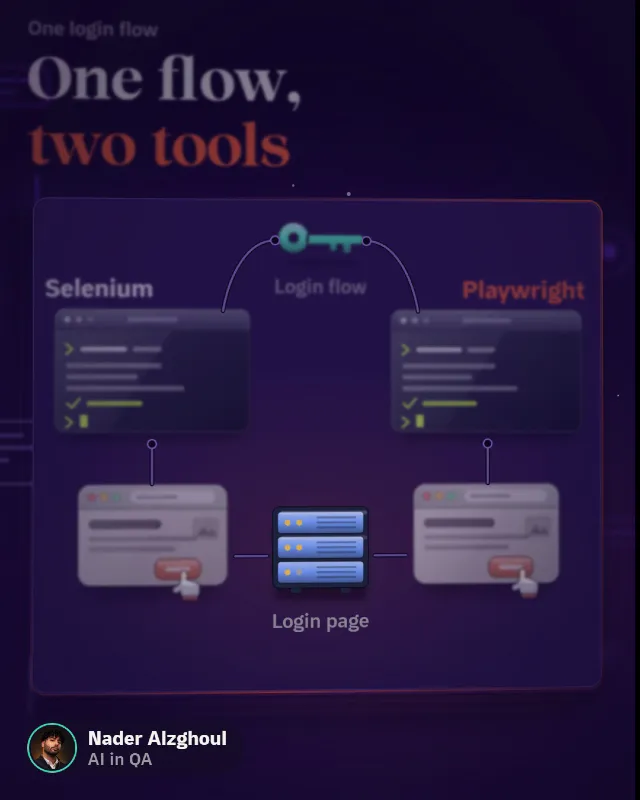 One login flow
One flow,
two tools
Login flow
Selenium
Playwright
Login page
Nader Alzghoul
AI in QA